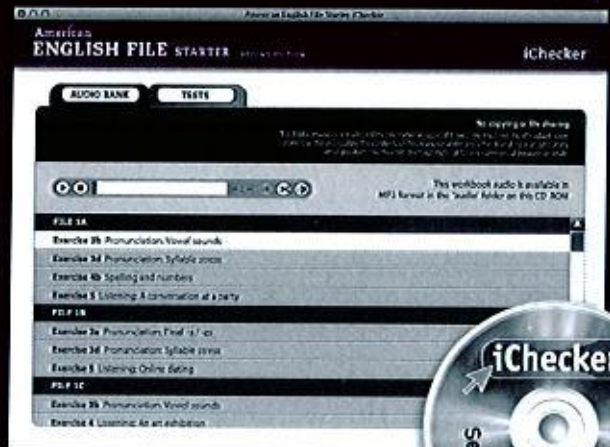 American English File Starter iChecker
American
ENGLISH FILE STARTER
iChecker
AUDIO BANK
TESTS
No copying or file sharing
This workbook audio is available in
MP3 format in the 'audio' folder on this CD-ROM
FILE 1A
Exercise 3b Pronunciation: Vowel sounds
Exercise 3d Pronunciation: Syllable stress
Exercise 4b Spelling and numbers
Exercise 5 Listening: A conversation at a party
FILE 1B
Exercise 3a Pronunciation: Final
Exercise 3d Pronunciation: Syllable stress
Exercise 5 Listening: Online dating
FILE 1C
Exercise 3b Pronunciation: Vowel sounds
Exercise 4 Listening: An art exhibition
iChecker